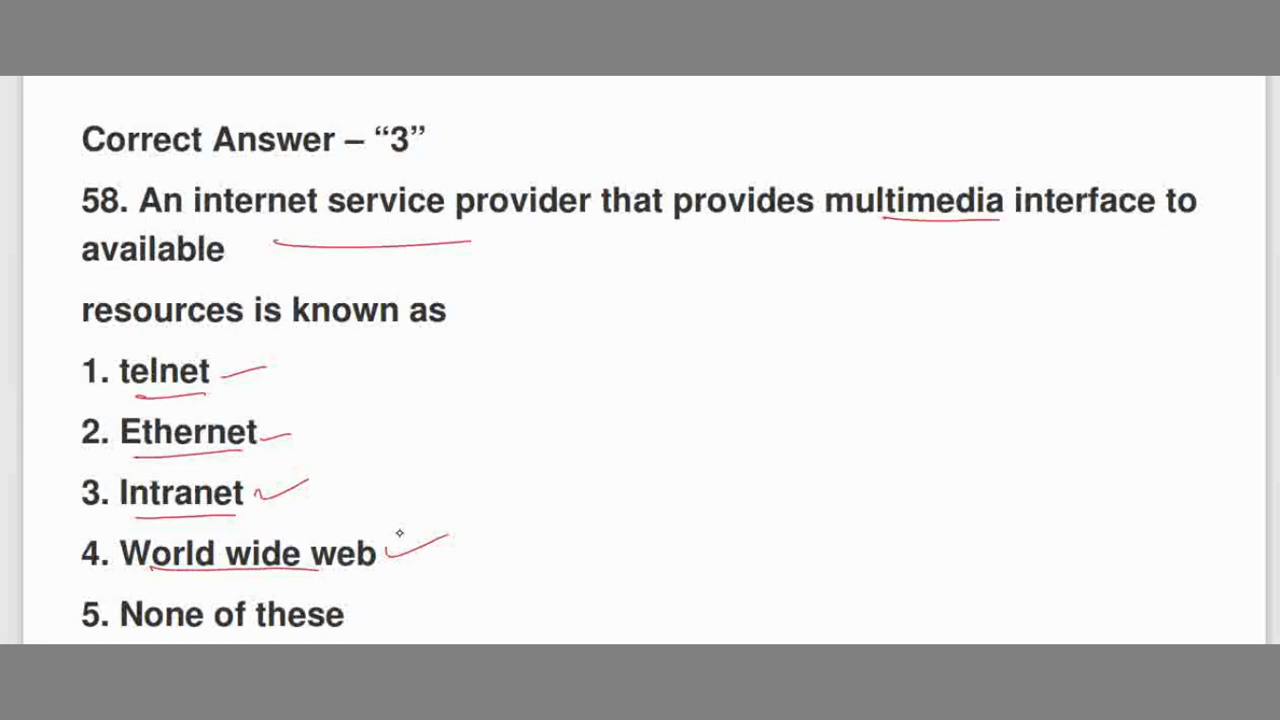 Correct Answer – “3”
58. An internet service provider that provides multimedia interface to
available
resources is known as
1. telnet
2. Ethernet
3. Intranet
4. World wide web
5. None of these